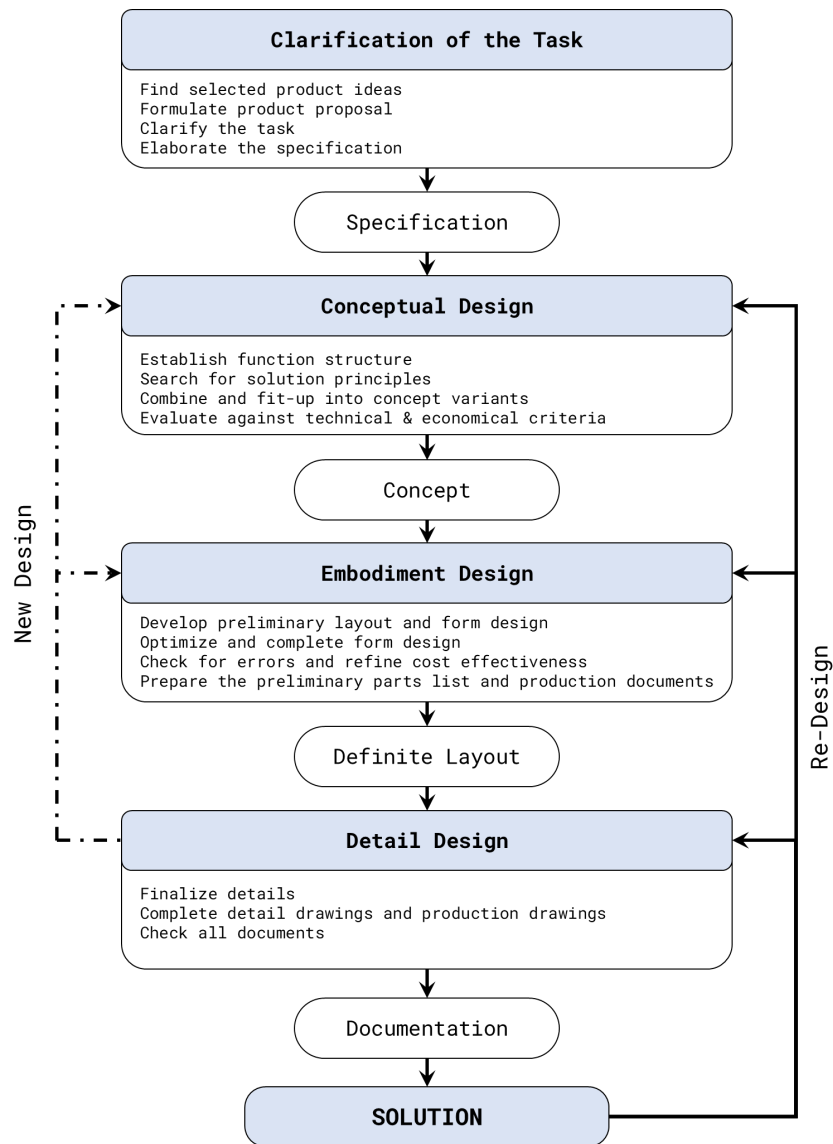 Clarification of the Task
Find selected product ideas
Formulate product proposal
Clarify the task
Elaborate the specification
Specification
Conceptual Design
Establish function structure
Search for solution principles
Combine and fit-up into concept variants
Evaluate against technical & economical criteria
Concept
New Design
Embodiment Design
Develop preliminary layout and form design
Optimize and complete form design
Check for errors and refine cost effectiveness
Prepare the preliminary parts list and production documents
Re-Design
Definite Layout
Detail Design
Finalize details
Complete detail drawings and production drawings
Check all documents
Documentation
SOLUTION